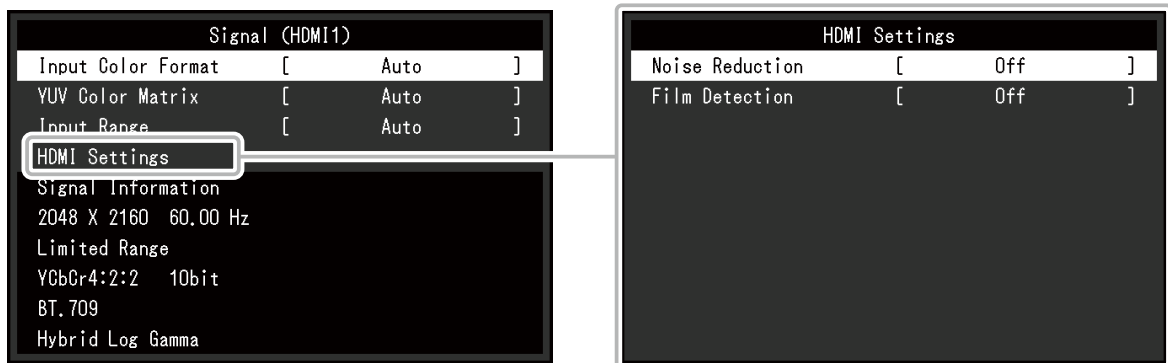 Signal (HDMI1)
Input Color Format [ Auto ]
YUV Color Matrix [ Auto ]
Input Range [ Auto ]
HDMI Settings
Signal Information
2048 X 2160 60.00 Hz
Limited Range
YCbCr4:2:2 10bit
BT.709
Hybrid Log Gamma
HDMI Settings
Noise Reduction [ Off ]
Film Detection [ Off ]